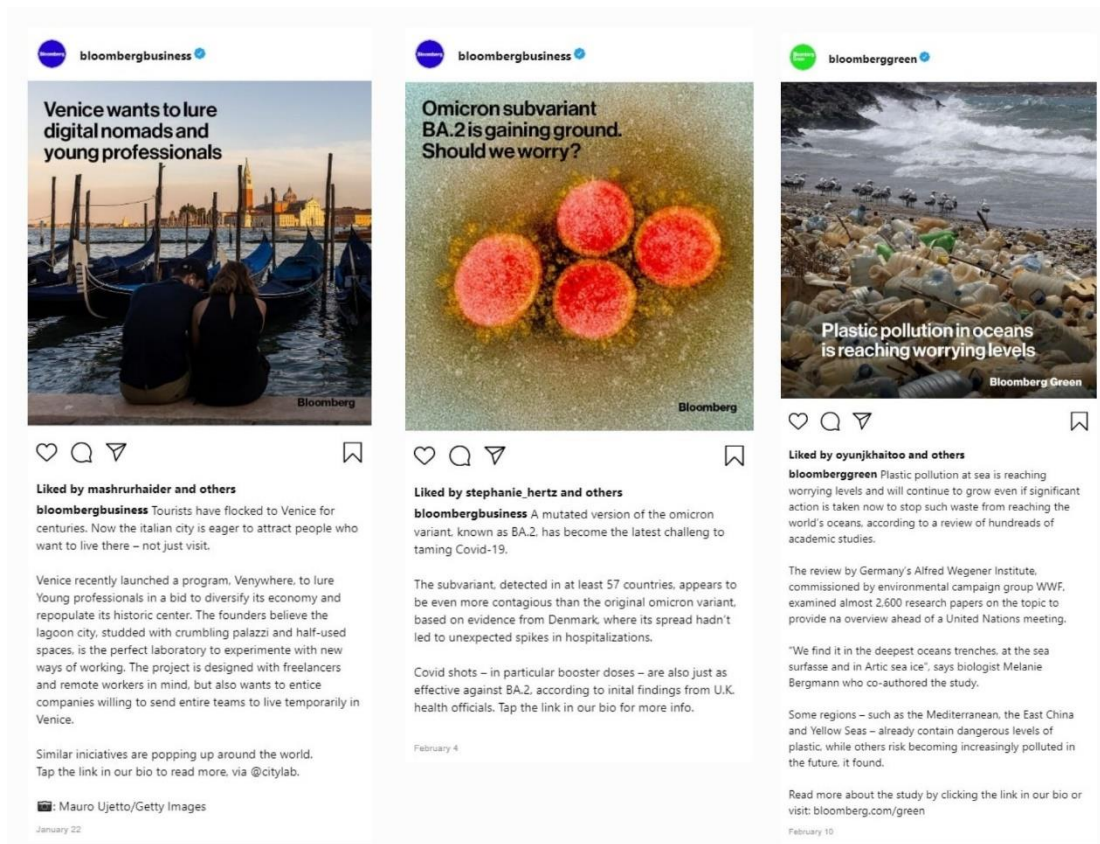 bloombergbusiness
Venice wants to lure
digital nomads and
young professionals
Bloomberg
Liked by mashrurhaider and others
bloombergbusiness Tourists have flocked to Venice for
centuries. Now the italian city is eager to attract people who
want to live there – not just visit.
Venice recently launched a program, Venywhere, to lure
Young professionals in a bid to diversify its economy and
repopulate its historic center. The founders believe the
lagoon city, studded with crumbling palazzi and half-used
spaces, is the perfect laboratory to experimente with new
ways of working. The project is designed with freelancers
and remote workers in mind, but also wants to entice
companies willing to send entire teams to live temporarily in
Venice.
Similar iniciatives are popping up around the world.
Tap the link in our bio to read more, via @citylab.
: Mauro Ujetto/Getty Images
January 22
bloombergbusiness
Omicron subvariant
BA.2 is gaining ground.
Should we worry?
Bloomberg
Liked by stephanie_hertz and others
bloombergbusiness A mutated version of the omicron
variant, known as BA.2, has become the latest challeng to
taming Covid-19.
The subvariant, detected in at least 57 countries, appears to
be even more contagious than the original omicron variant,
based on evidence from Denmark, where its spread hadn't
led to unexpected spikes in hospitalizations.
Covid shots – in particular booster doses – are also just as
effective against BA.2, according to inital findings from U.K.
health officials. Tap the link in our bio for more info.
February 4
bloomberggreen
Plastic pollution in oceans
is reaching worrying levels
Bloomberg Green
Liked by oyunjkhaitoo and others
bloomberggreen Plastic pollution at sea is reaching
worrying levels and will continue to grow even if significant
action is taken now to stop such waste from reaching the
world's oceans, according to a review of hundreds of
academic studies.
The review by Germany's Alfred Wegener Institute,
commissioned by environmental campaign group WWF,
examined almost 2,600 research papers on the topic to
provide na overview ahead of a United Nations meeting.
"We find it in the deepest oceans trenches, at the sea
surfasse and in Artic sea ice", says biologist Melanie
Bergmann who co-authored the study.
Some regions – such as the Mediterranean, the East China
and Yellow Seas – already contain dangerous levels of
plastic, while others risk becoming increasingly polluted in
the future, it found.
Read more about the study by clicking the link in our bio or
visit: bloomberg.com/green
February 10